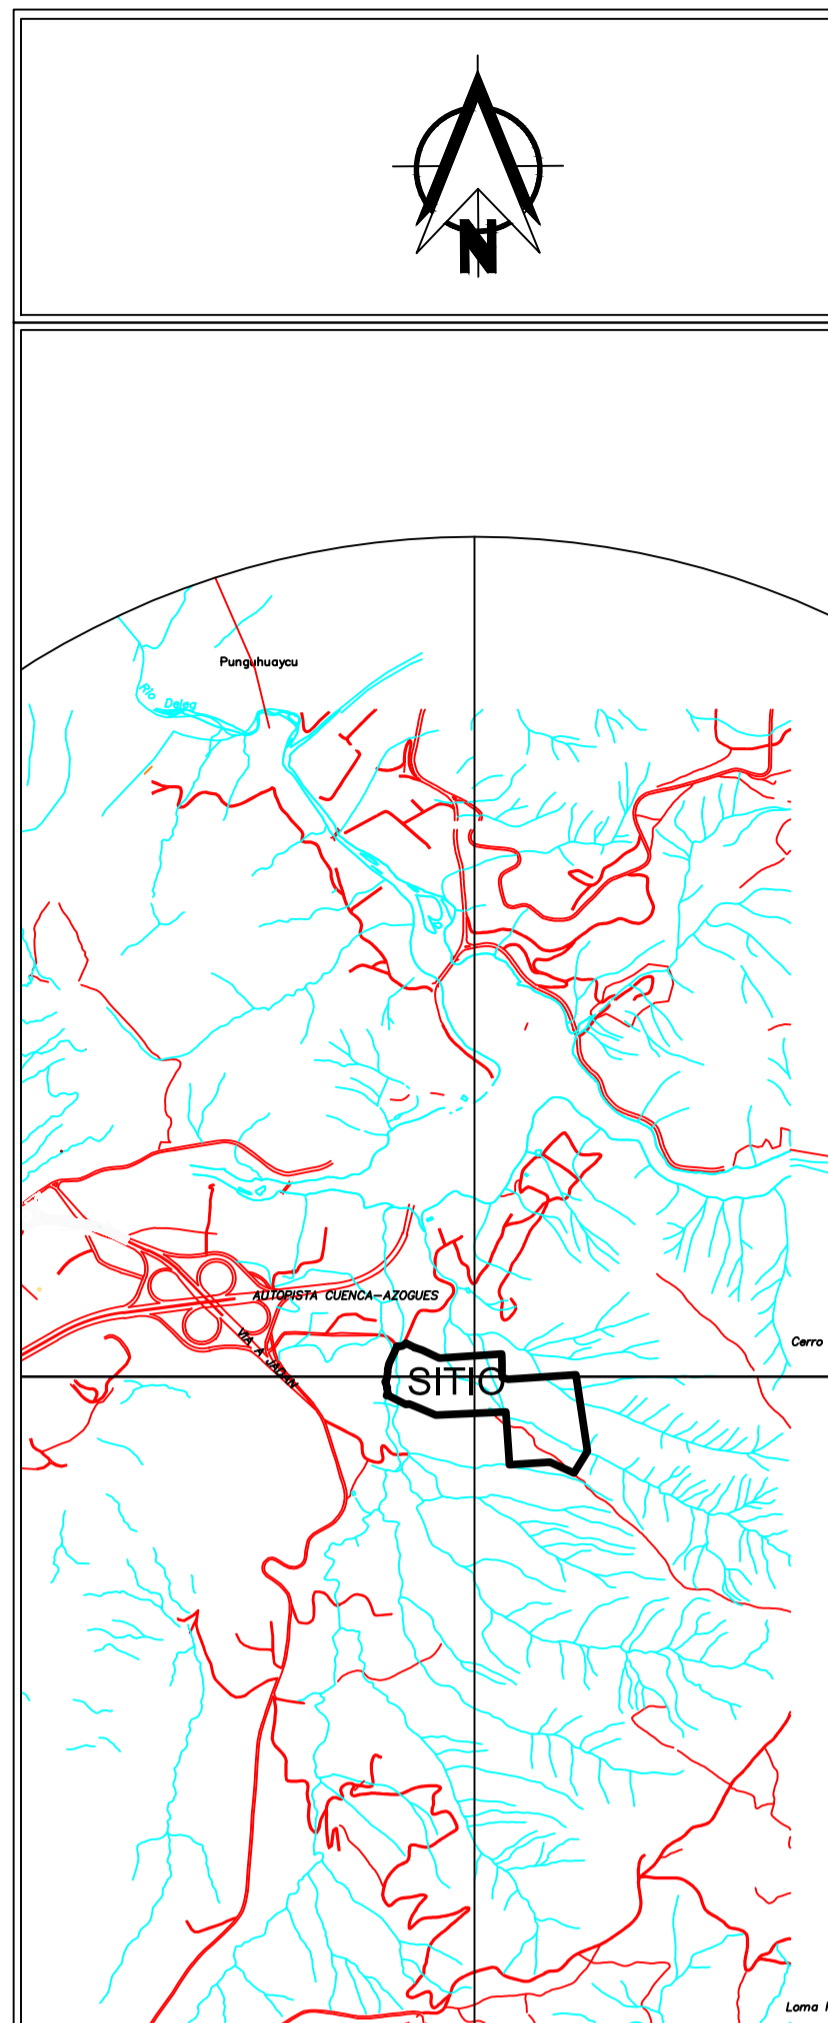 N
Punguhuaycu
Río Deleg
AUTOPISTA CUENCA-AZOGUES
VIA A JADAN
Cerro
SITIO
Loma